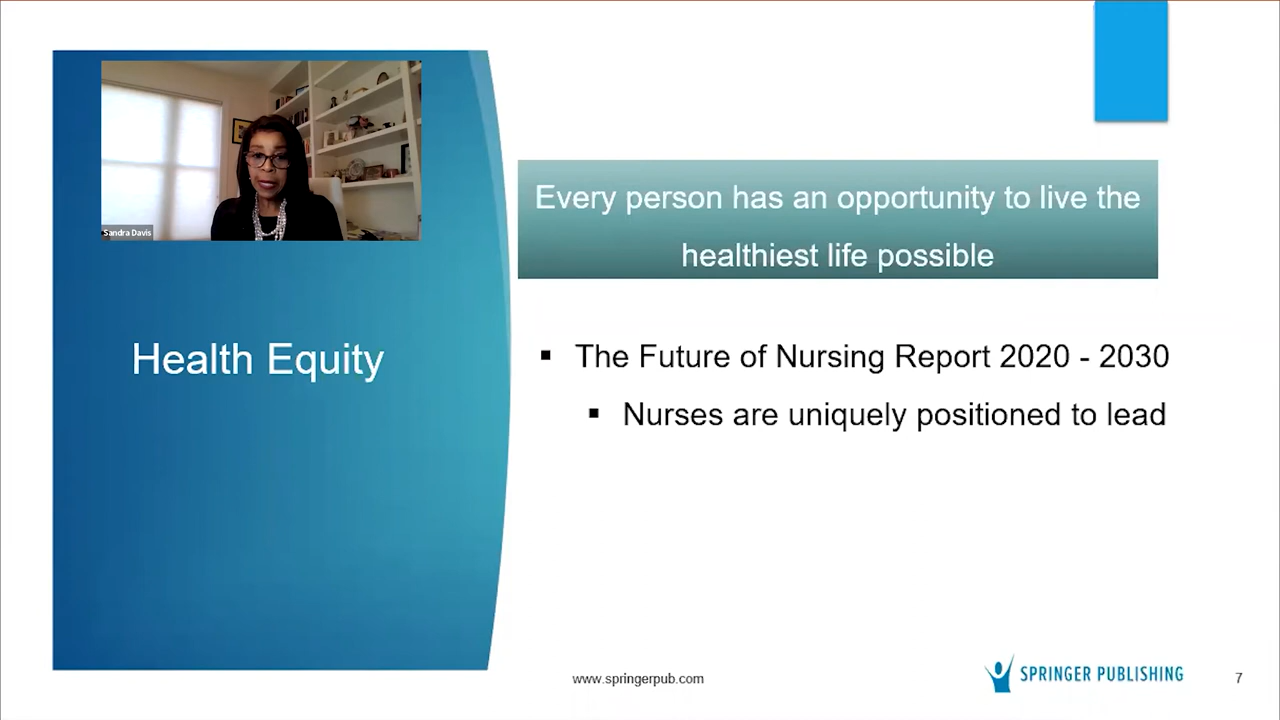 Sandra Davis
Health Equity
Every person has an opportunity to live the
healthiest life possible
▪ The Future of Nursing Report 2020 - 2030
▪ Nurses are uniquely positioned to lead
www.springerpub.com
SPRINGER PUBLISHING
7